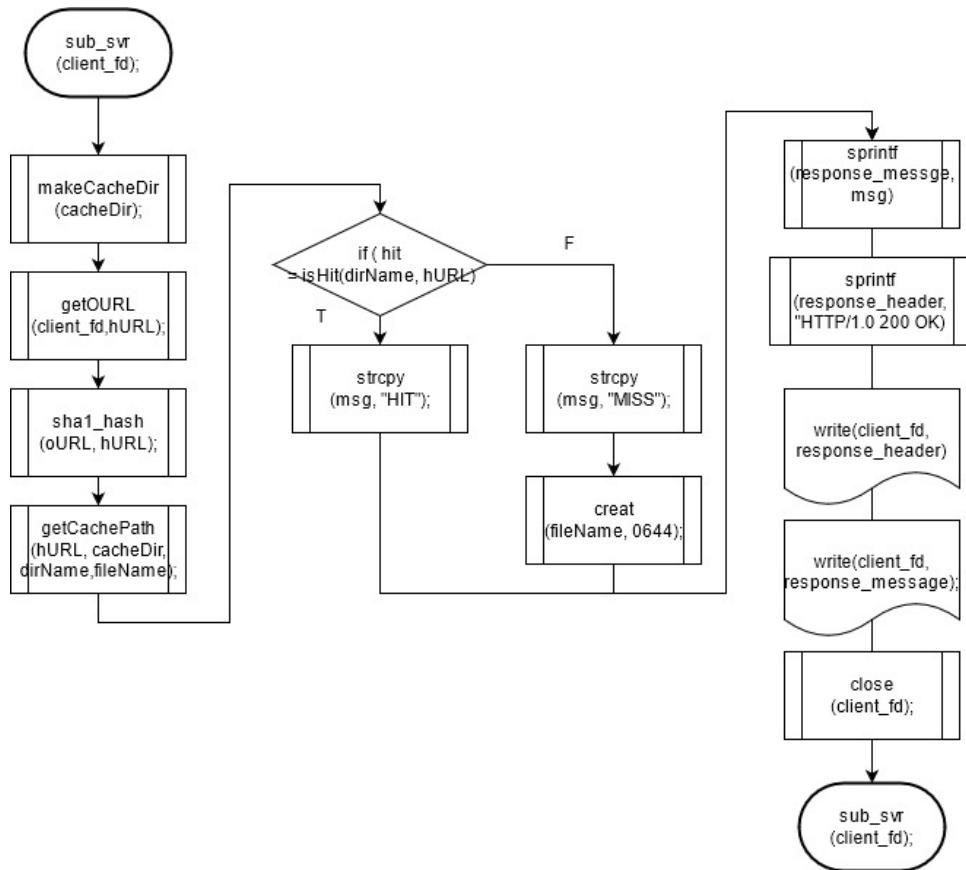 sub_svr
(client_fd);
makeCacheDir
(cacheDir);
getOURL
(client_fd,hURL);
sha1_hash
(oURL, hURL);
getCachePath
(hURL, cacheDir,
dirName,fileName);
if ( hit
= isHit(dirName, hURL)
T
F
strcpy
(msg, "HIT");
strcpy
(msg, "MISS");
creat
(fileName, 0644);
sprintf
(response_messge,
msg)
sprintf
(response_header,
"HTTP/1.0 200 OK)
write(client_fd,
response_header)
write(client_fd,
response_message);
close
(client_fd);
sub_svr
(client_fd);